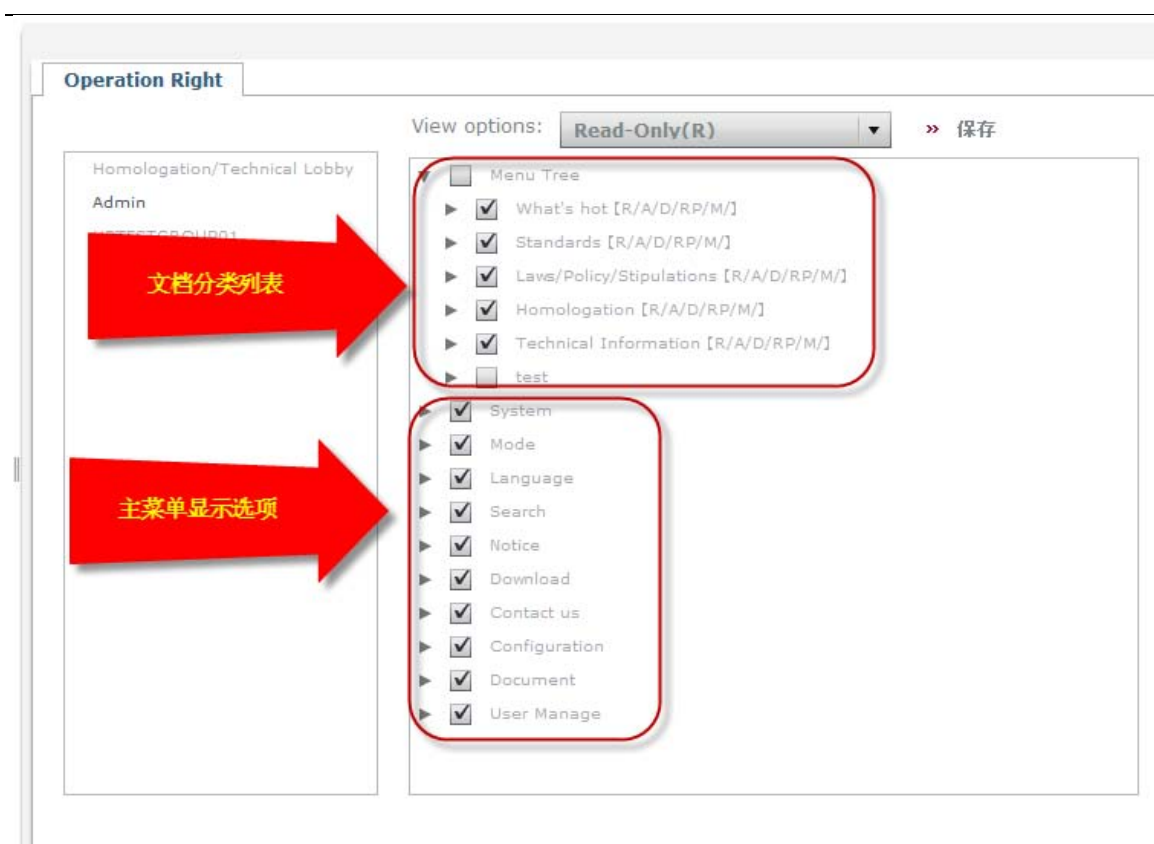 Operation Right
View options: Read-Only(R) » 保存
Homologation/Technical Lobby
Admin
文档分类列表
主菜单显示选项
Menu Tree
What's hot【R/A/D/RP/M/】
Standards【R/A/D/RP/M/】
Laws/Policy/Stipulations【R/A/D/RP/M/】
Homologation【R/A/D/RP/M/】
Technical Information【R/A/D/RP/M/】
test
System
Mode
Language
Search
Notice
Download
Contact us
Configuration
Document
User Manage